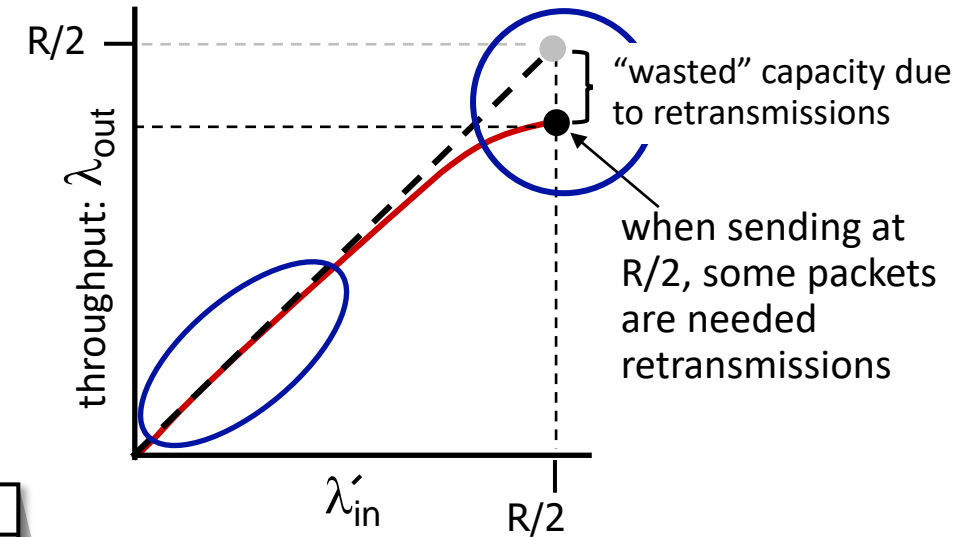 R/2
“wasted” capacity due
to retransmissions
throughput: λout
when sending at
R/2, some packets
are needed
retransmissions
λ′in
R/2